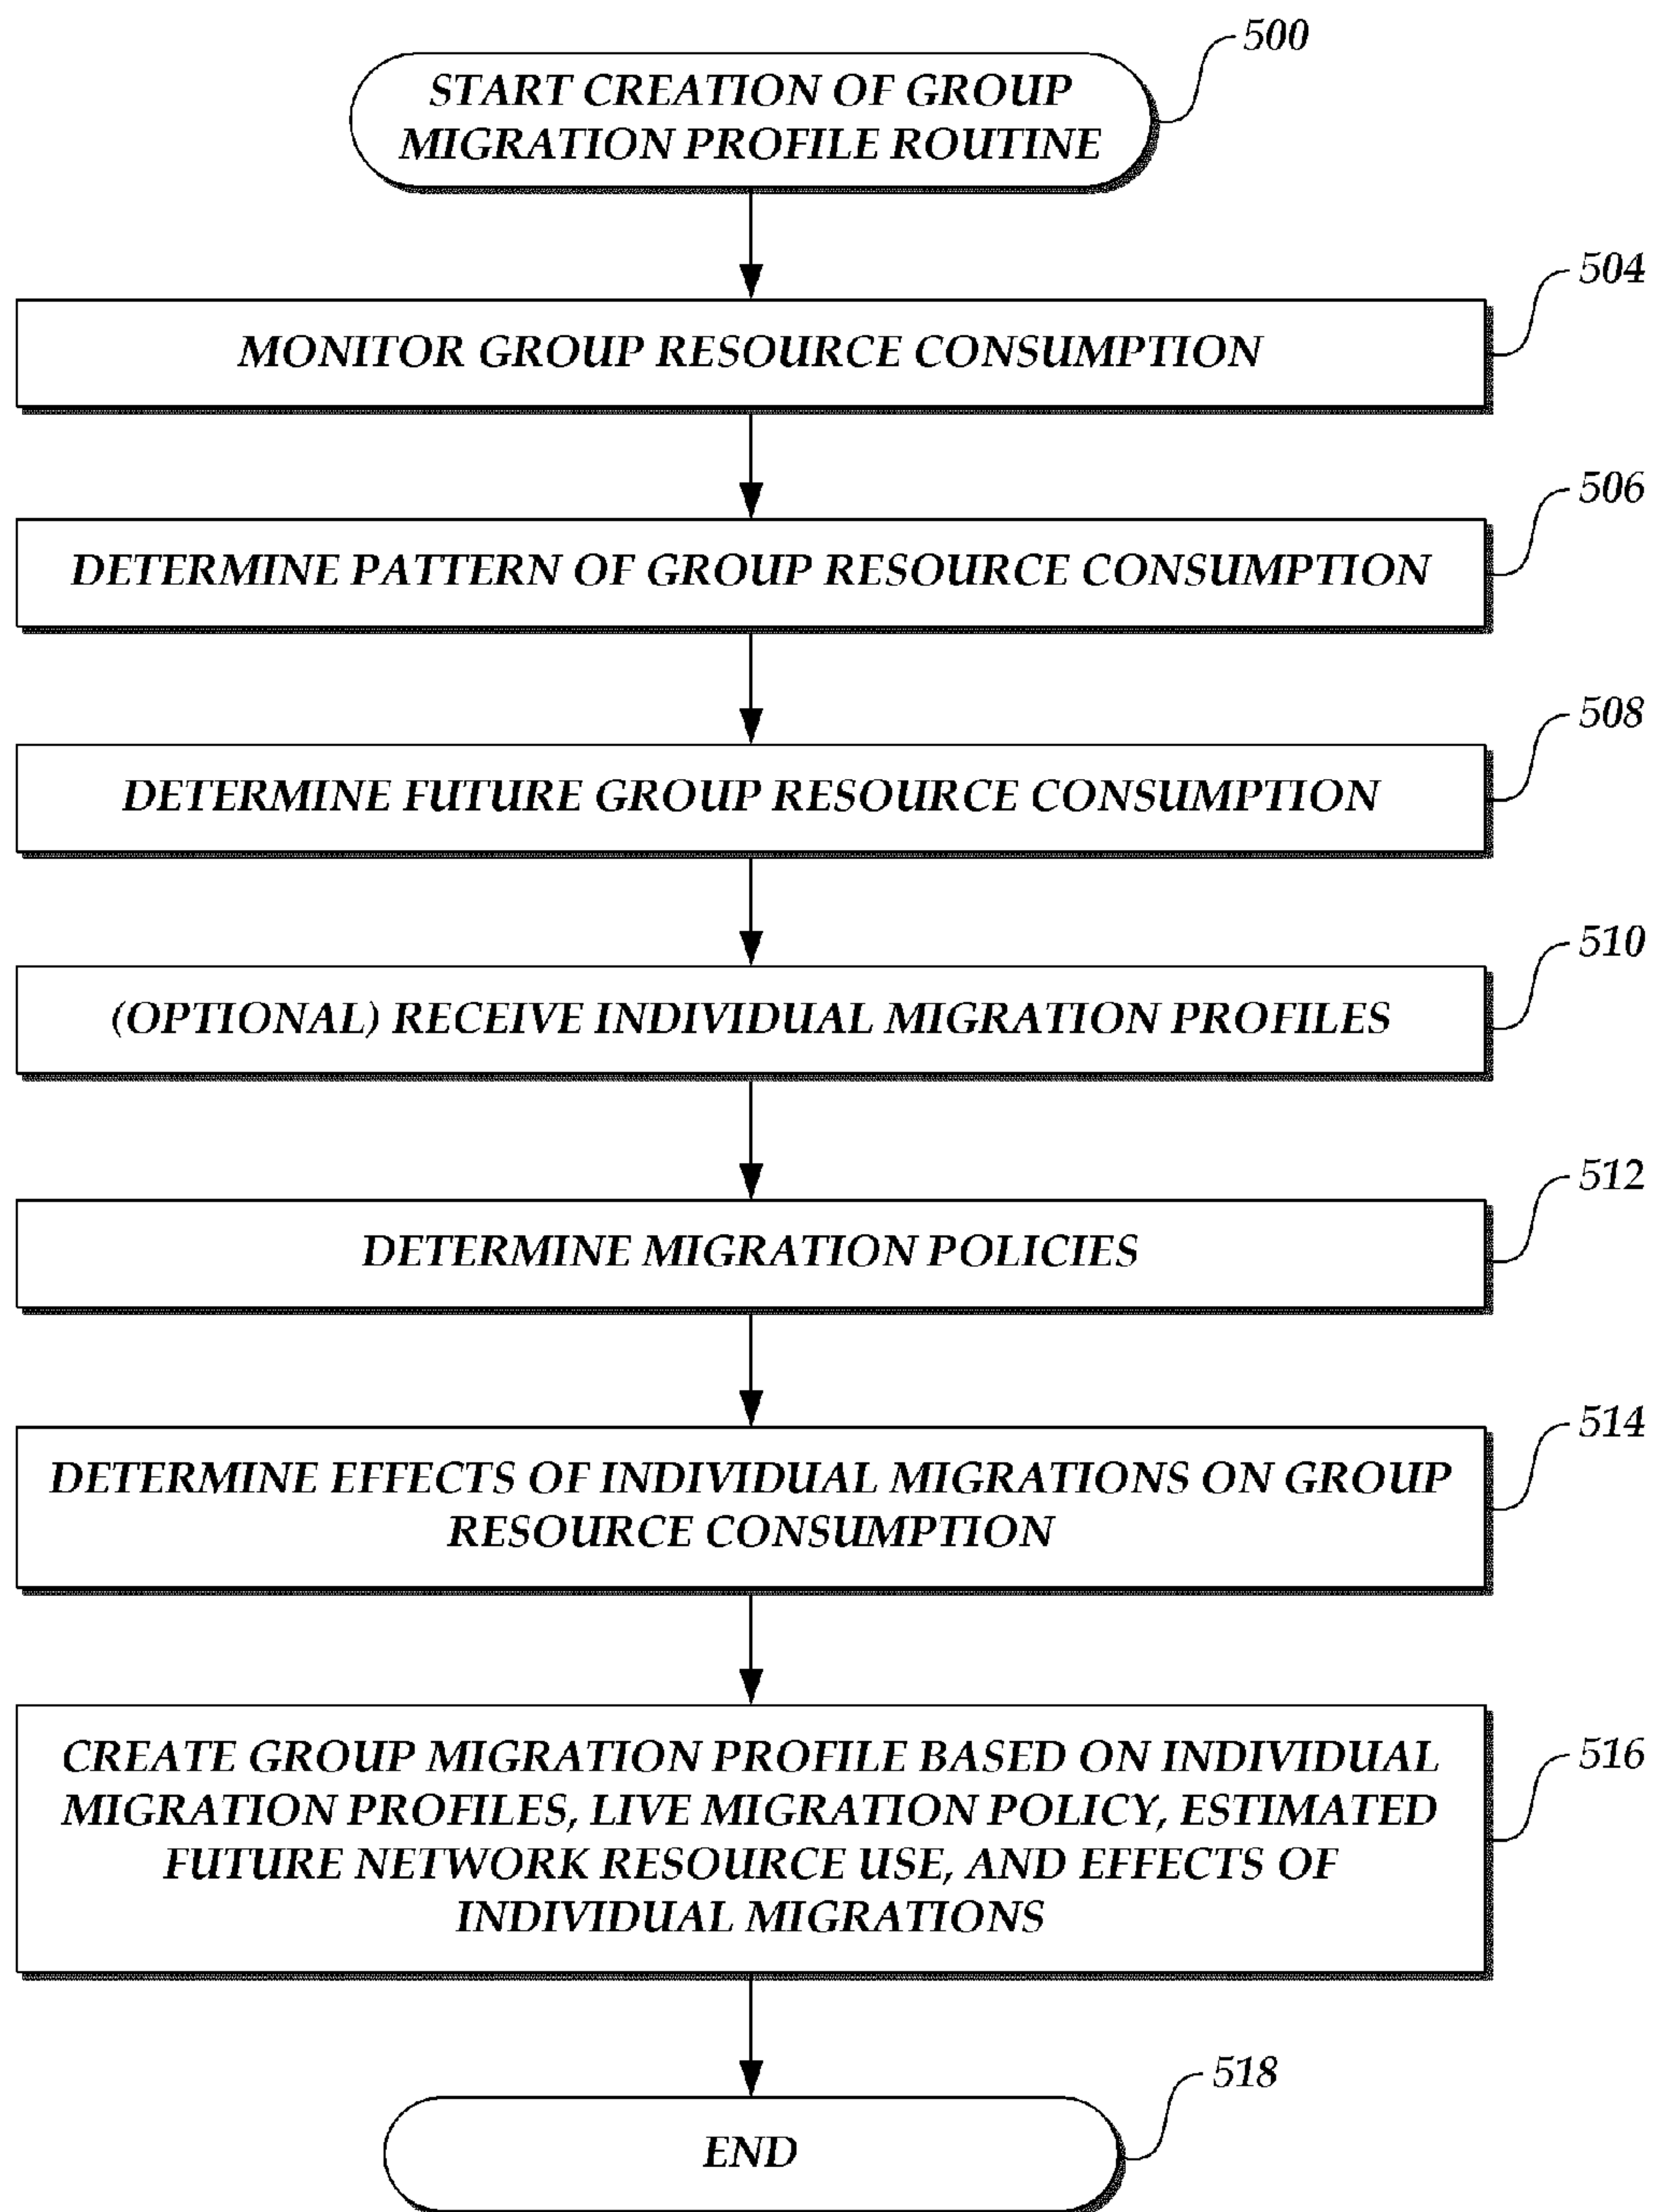 500
START CREATION OF GROUP
MIGRATION PROFILE ROUTINE
504
MONITOR GROUP RESOURCE CONSUMPTION
506
DETERMINE PATTERN OF GROUP RESOURCE CONSUMPTION
508
DETERMINE FUTURE GROUP RESOURCE CONSUMPTION
510
(OPTIONAL) RECEIVE INDIVIDUAL MIGRATION PROFILES
512
DETERMINE MIGRATION POLICIES
514
DETERMINE EFFECTS OF INDIVIDUAL MIGRATIONS ON GROUP
RESOURCE CONSUMPTION
516
CREATE GROUP MIGRATION PROFILE BASED ON INDIVIDUAL
MIGRATION PROFILES, LIVE MIGRATION POLICY, ESTIMATED
FUTURE NETWORK RESOURCE USE, AND EFFECTS OF
INDIVIDUAL MIGRATIONS
518
END